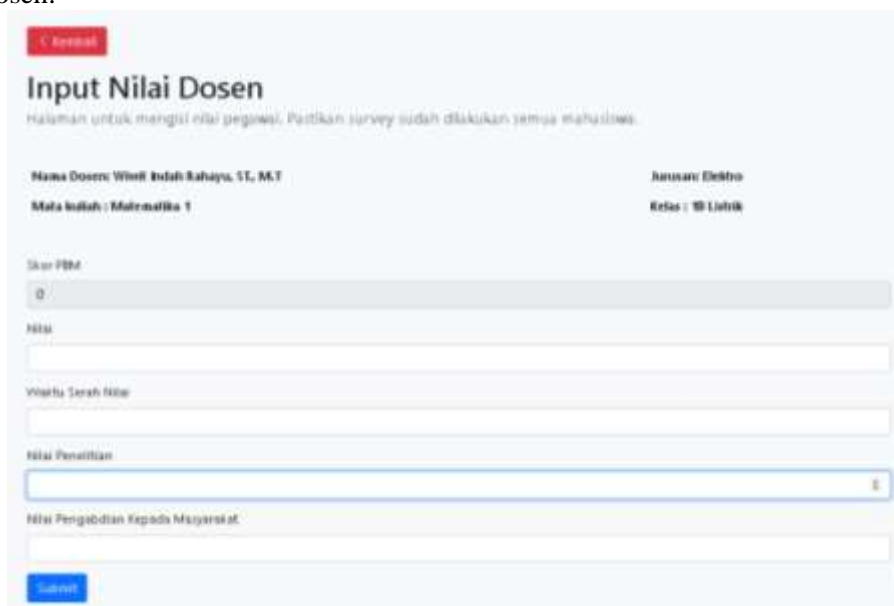 osen.
< Kembali
Input Nilai Dosen
Halaman untuk mengisi nilai pegawai. Pastikan survey sudah dilakukan semua mahasiswa.
Nama Dosen: Wiwit Indah Rahayu, ST., M.T
Jurusan: Elektro
Mata kuliah : Matematika 1
Kelas : 1B Listrik
Skor PBM
0
Nilai
Waktu Serah Nilai
Nilai Penelitian
Nilai Pengabdian Kepada Masyarakat
Submit